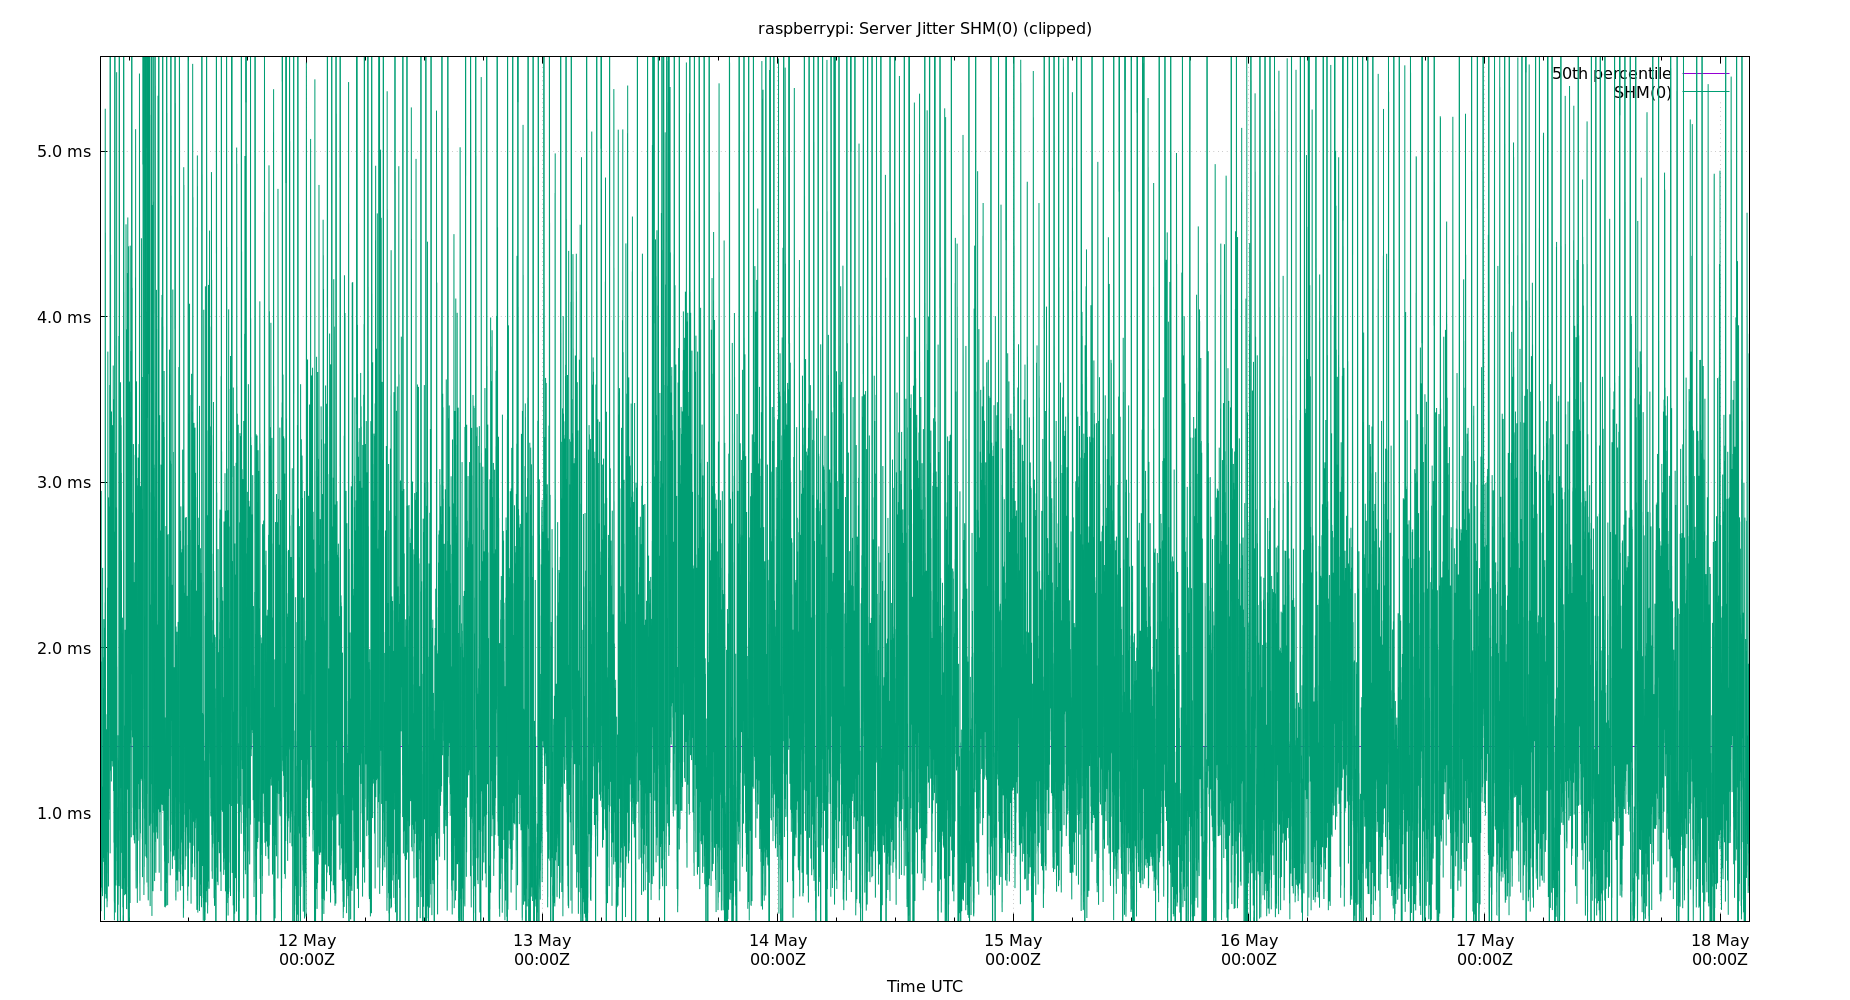 raspberrypi: Server Jitter SHM(0) (clipped)
50th percentile
SHM(0)
5.0 ms
4.0 ms
3.0 ms
2.0 ms
1.0 ms
12 May 13 May 14 May 15 May 16 May 17 May 18 May
00:00Z 00:00Z 00:00Z 00:00Z 00:00Z 00:00Z 00:00Z
Time UTC